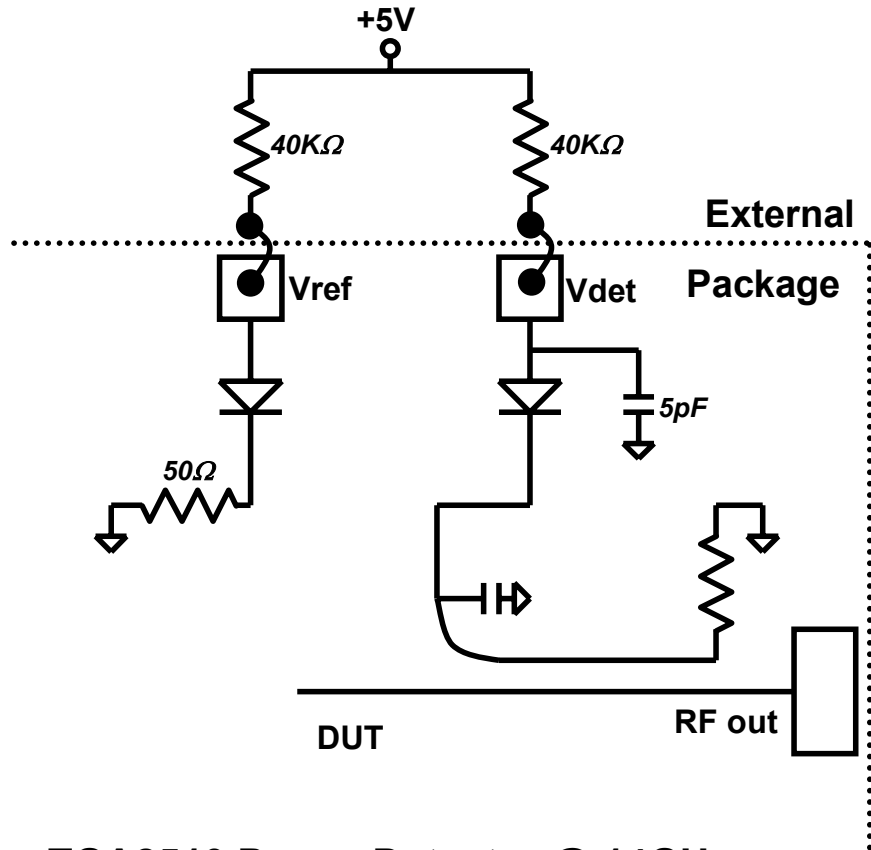 +5V
40KΩ 40KΩ
External
Vref Vdet Package
5pF
50Ω
RF out
DUT